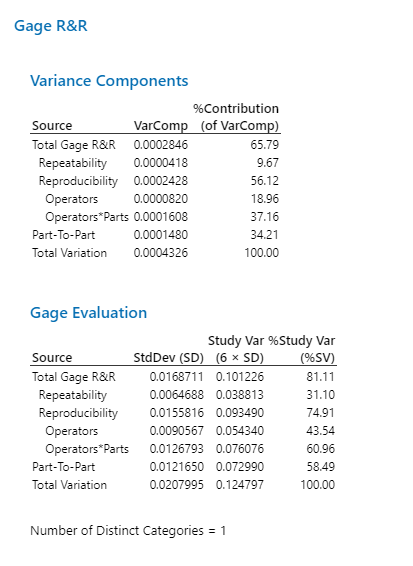 Gage R&R
Variance Components
%Contribution
Source VarComp (of VarComp)
Total Gage R&R 0.0002846 65.79
Repeatability 0.0000418 9.67
Reproducibility 0.0002428 56.12
Operators 0.0000820 18.96
Operators*Parts 0.0001608 37.16
Part-To-Part 0.0001480 34.21
Total Variation 0.0004326 100.00
Gage Evaluation
Study Var %Study Var
Source StdDev (SD) (6 × SD) (%SV)
Total Gage R&R 0.0168711 0.101226 81.11
Repeatability 0.0064688 0.038813 31.10
Reproducibility 0.0155816 0.093490 74.91
Operators 0.0090567 0.054340 43.54
Operators*Parts 0.0126793 0.076076 60.96
Part-To-Part 0.0121650 0.072990 58.49
Total Variation 0.0207995 0.124797 100.00
Number of Distinct Categories = 1